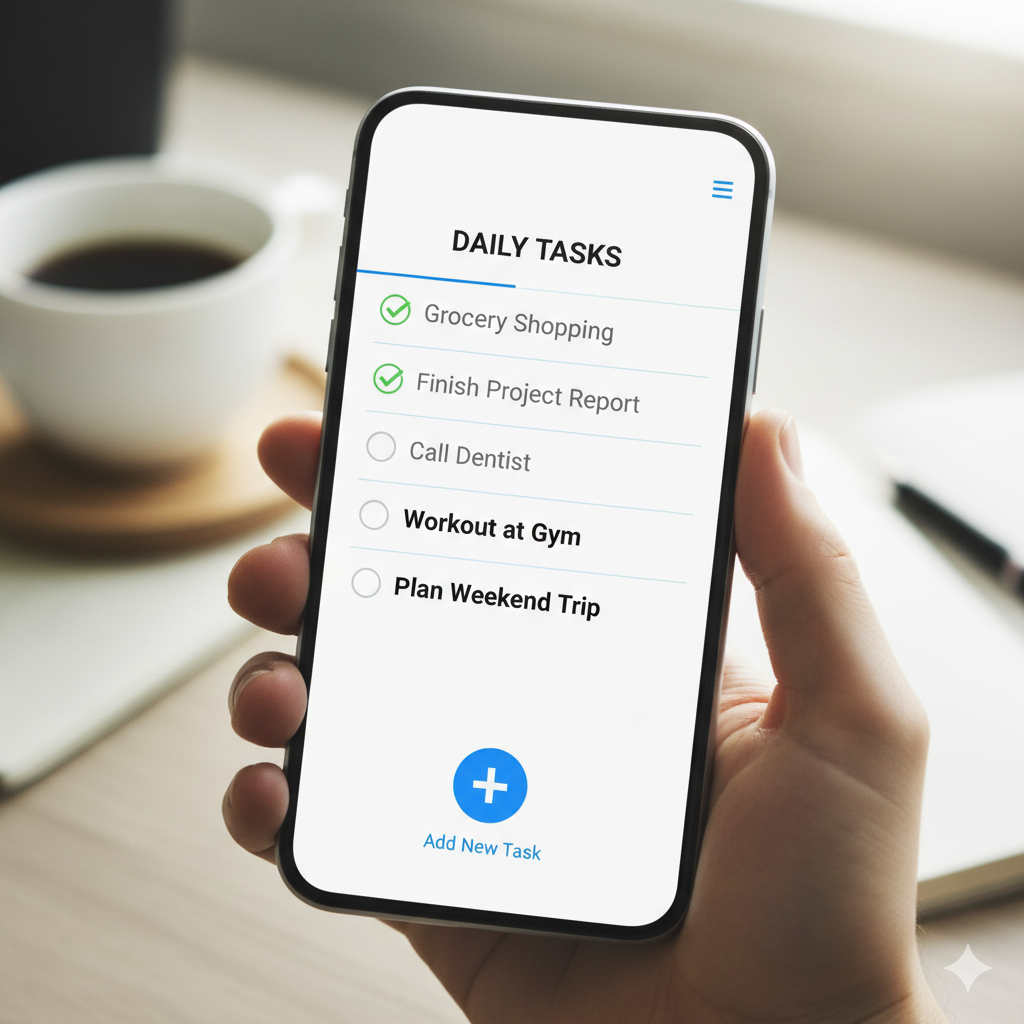 DAILY TASKS
Grocery Shopping
Finish Project Report
Call Dentist
Workout at Gym
Plan Weekend Trip
Add New Task